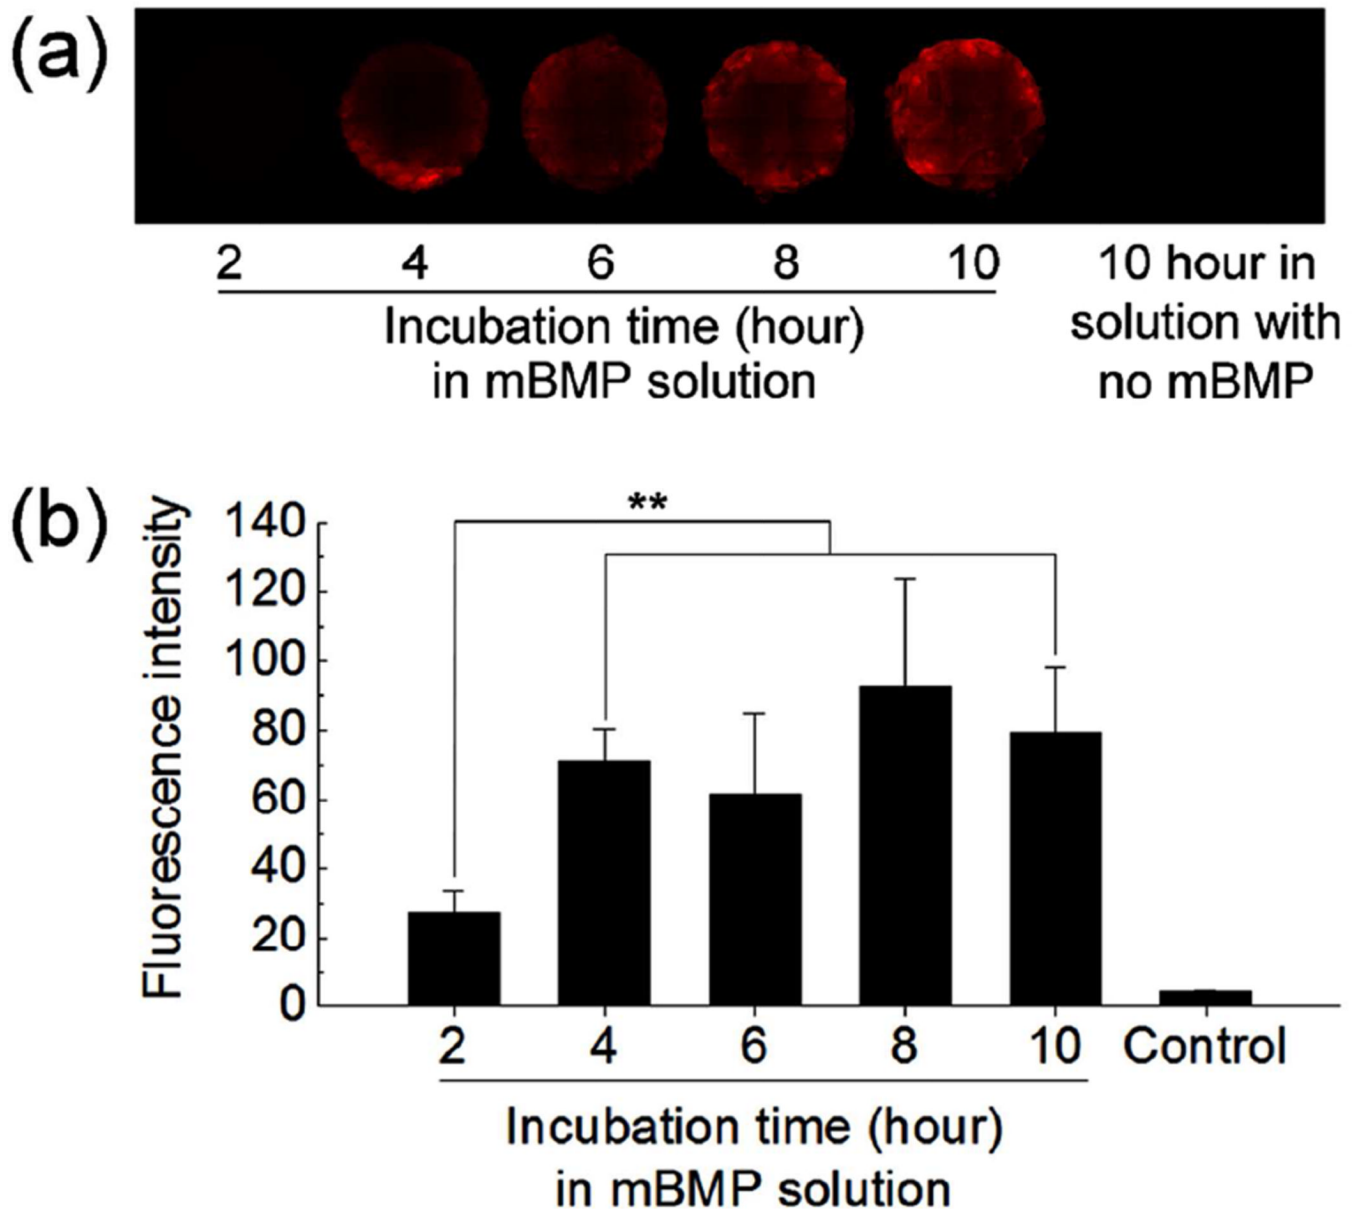 (a)
2 4 6 8 10 10 hour in
Incubation time (hour) solution with
in mBMP solution no mBMP
(b)
Fluorescence intensity
**
140
120
100
80
60
40
20
0
2 4 6 8 10 Control
Incubation time (hour)
in mBMP solution